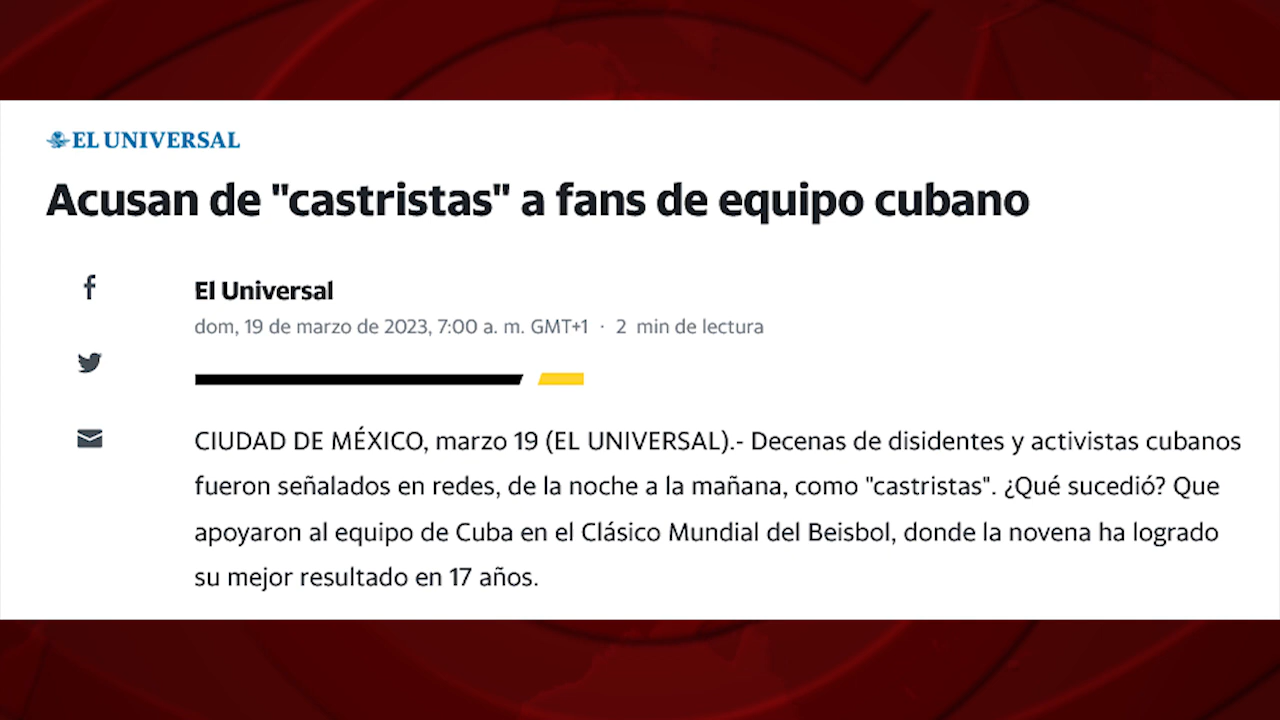 EL UNIVERSAL
Acusan de "castristas" a fans de equipo cubano
El Universal
dom, 19 de marzo de 2023, 7:00 a. m. GMT+1 · 2 min de lectura
CIUDAD DE MÉXICO, marzo 19 (EL UNIVERSAL).- Decenas de disidentes y activistas cubanos
fueron señalados en redes, de la noche a la mañana, como "castristas". ¿Qué sucedió? Que
apoyaron al equipo de Cuba en el Clásico Mundial del Beisbol, donde la novena ha logrado
su mejor resultado en 17 años.